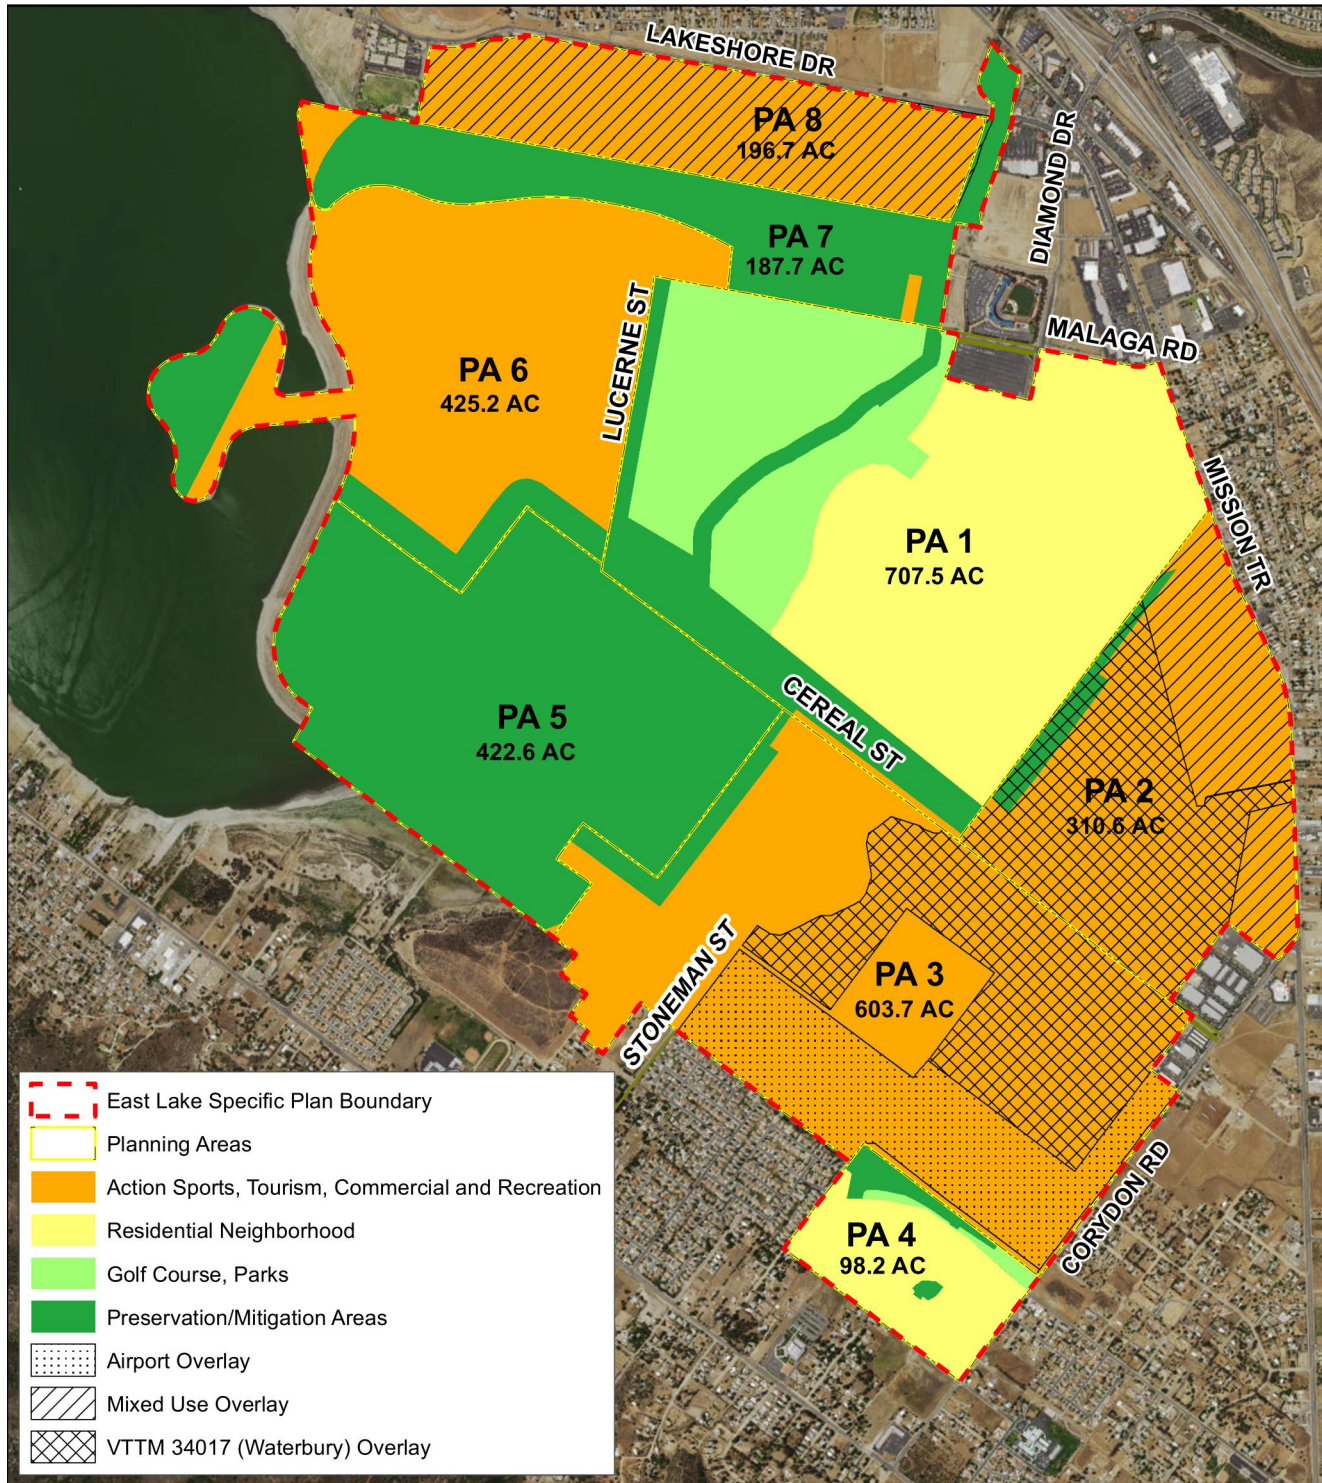 LAKESHORE DR
PA 8
196.7 AC
DIAMOND DR
PA 7
187.7 AC
LUCERNE ST
MALAGA RD
PA 6
425.2 AC
MISSION TR
PA 1
707.5 AC
CEREAL ST
PA 5
422.6 AC
PA 2
310.6 AC
STONEMAN ST
PA 3
603.7 AC
CORYDON RD
PA 4
98.2 AC
East Lake Specific Plan Boundary
Planning Areas
Action Sports, Tourism, Commercial and Recreation
Residential Neighborhood
Golf Course, Parks
Preservation/Mitigation Areas
Airport Overlay
Mixed Use Overlay
VTTM 34017 (Waterbury) Overlay